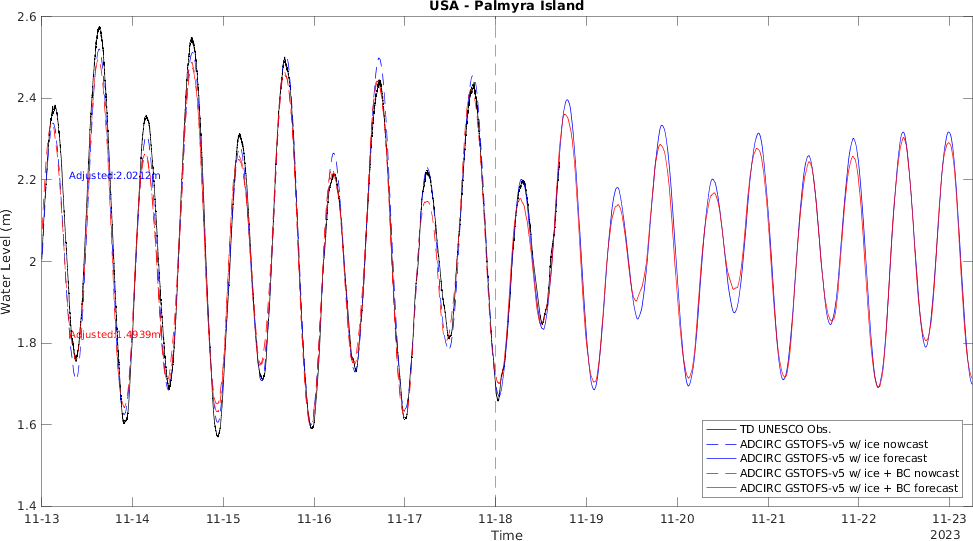 USA - Palmyra Island
2.6
2.4
2.2
2
1.8
1.6
1.4
Water Level (m)
Adjusted:2.0212m
Adjusted:1.4939m
TD UNESCO Obs.
ADCIRC GSTOFS-v5 w/ ice nowcast
ADCIRC GSTOFS-v5 w/ ice forecast
ADCIRC GSTOFS-v5 w/ ice + BC nowcast
ADCIRC GSTOFS-v5 w/ ice + BC forecast
11-13 11-14 11-15 11-16 11-17 11-18 11-19 11-20 11-21 11-22 11-23
Time
2023